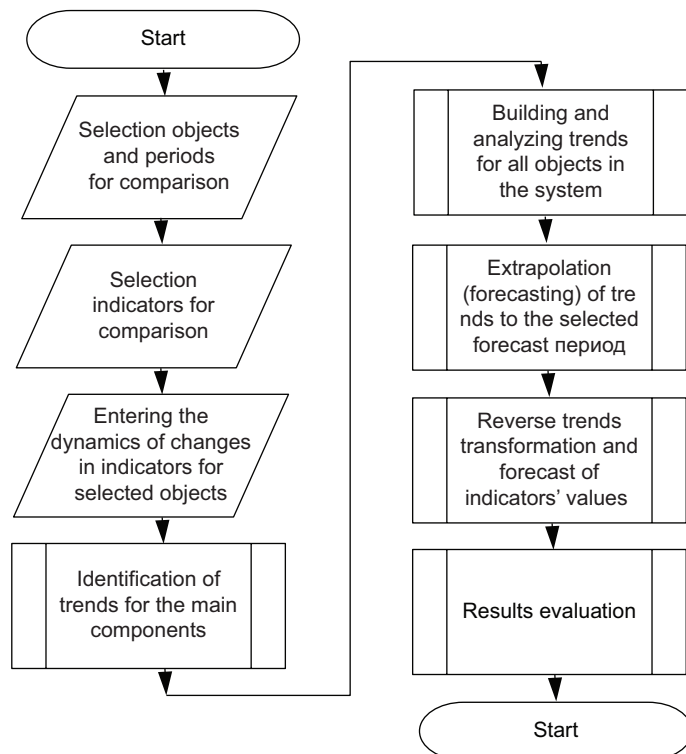 Start
Selection objects
and periods
for comparison
Selection
indicators for
comparison
Entering the
dynamics of changes
in indicators for
selected objects
Identification of
trends for the main
components
Building and
analyzing trends
for all objects in
the system
Extrapolation
(forecasting) of tre
nds to the selected
forecast период
Reverse trends
transformation and
forecast of
indicators’ values
Results evaluation
Start